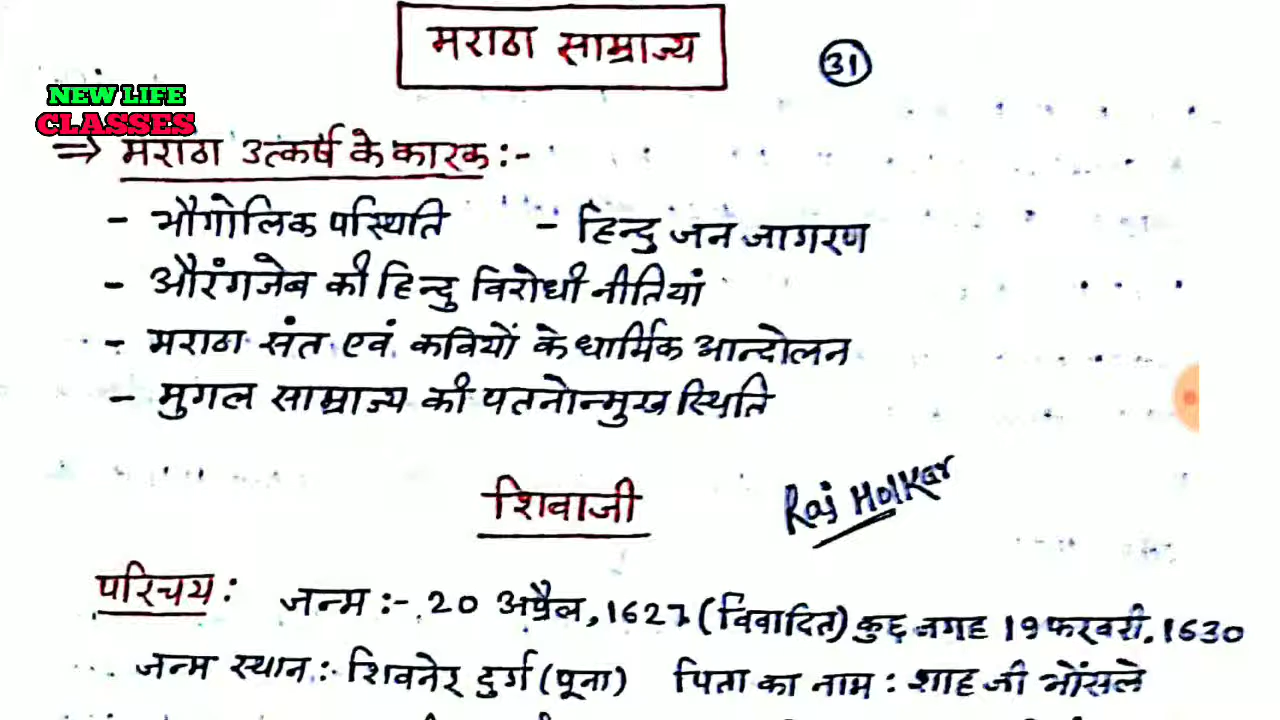 मराठा साम्राज्य
31
NEW LIFE
CLASSES
⇒ मराठा उत्कर्ष के कारक :-
- भौगोलिक परिस्थिति - हिन्दु जन जागरण
- औरंगजेब की हिन्दु विरोधी नीतियां
- मराठा संत एवं कवियों के धार्मिक आन्दोलन
- मुगल साम्राज्य की पतनोन्मुख स्थिति
शिवाजी
Raj Holkar
परिचय : जन्म :- 20 अप्रैल, 1627 (विवादित) कुछ जगह 19 फरवरी, 1630
जन्म स्थान : शिवनेर दुर्ग (पूना) पिता का नाम : शाह जी भोंसले